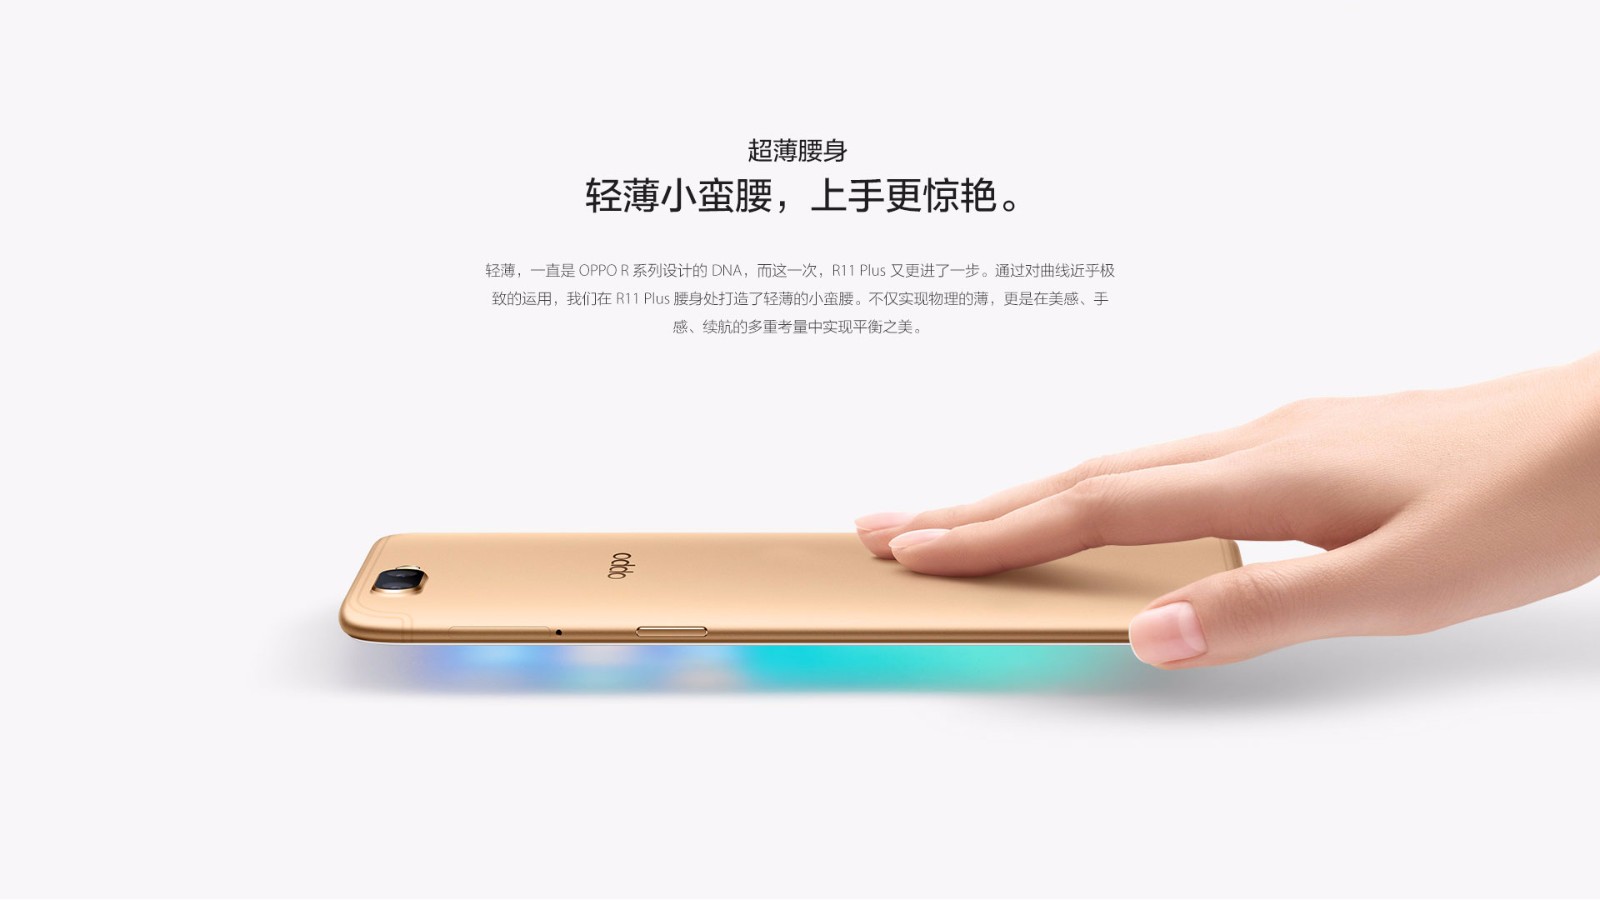 超薄腰身
轻薄小蛮腰，上手更惊艳。
轻薄，一直是 OPPO R 系列设计的 DNA，而这一次，R11 Plus 又更进了一步。通过对曲线近乎极
致的运用，我们在 R11 Plus 腰身处打造了轻薄的小蛮腰。不仅实现物理的薄，更是在美感、手
感、续航的多重考量中实现平衡之美。
oppo